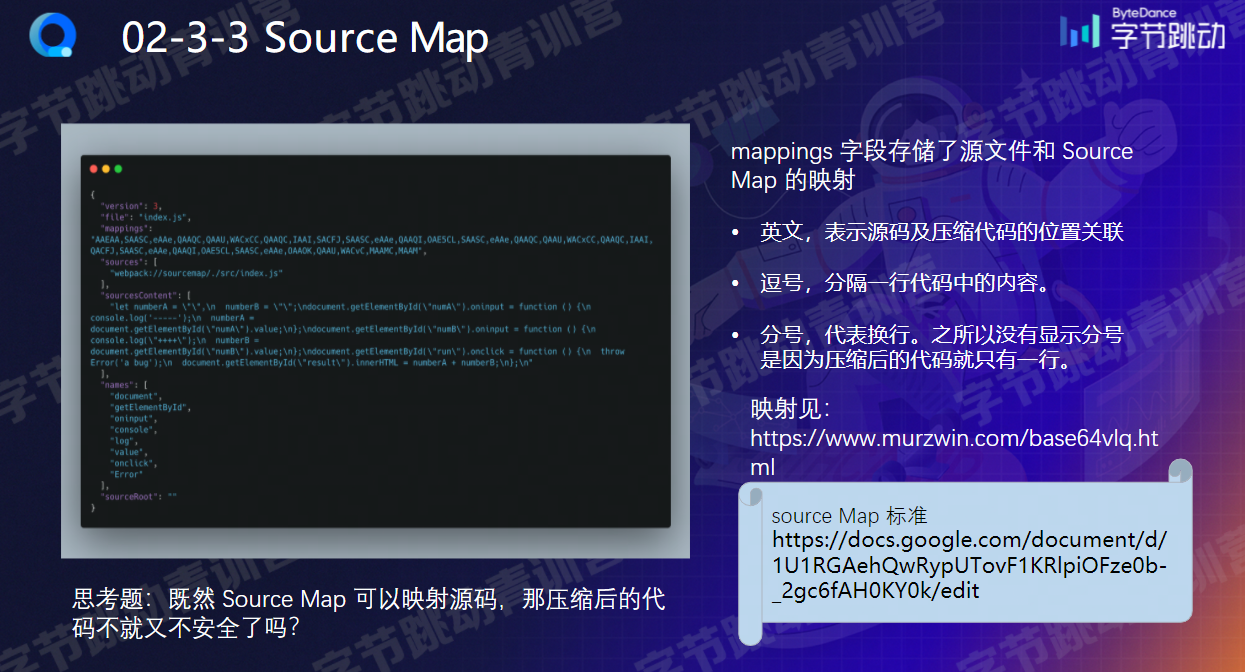 02-3-3 Source Map
ByteDance
字节跳动
{
"version": 3,
"file": "index.js",
"mappings":
"AAEAA,SAASC,eAAe,QAAQC,QAAU,WACxCC,QAAQC,IAAI,SACFJ,SAASC,eAAe,QAAQI,OAE5CL,SAASC,eAAe,QAAQC,QAAU,WACxCC,QAAQC,IAAI,
QACFJ,SAASC,eAAe,QAAQI,OAE5CL,SAASC,eAAe,OAAOK,QAAU,WACvC,MAAMC,MAAM",
"sources": [
"webpack://sourcemap/./src/index.js"
],
"sourcesContent": [
"let numberA = \"\",\n  numberB = \"\";\ndocument.getElementById(\"numA\").oninput = function () {\n
console.log('-----');\n  numberA =
document.getElementById(\"numA\").value;\n};\ndocument.getElementById(\"numB\").oninput = function () {\n
console.log(\"++++\");\n  numberB =
document.getElementById(\"numB\").value;\n};\ndocument.getElementById(\"run\").onclick = function () {\n  throw
Error('a bug');\n  document.getElementById(\"result\").innerHTML = numberA + numberB;\n};\n"
],
"names": [
"document",
"getElementById",
"oninput",
"console",
"log",
"value",
"onclick",
"Error"
],
"sourceRoot": ""
}
思考题：既然 Source Map 可以映射源码，那压缩后的代
码不就又不安全了吗？
mappings 字段存储了源文件和 Source
Map 的映射
• 英文，表示源码及压缩代码的位置关联
• 逗号，分隔一行代码中的内容。
• 分号，代表换行。之所以没有显示分号
是因为压缩后的代码就只有一行。
映射见：
https://www.murzwin.com/base64vlq.ht
ml
source Map 标准
https://docs.google.com/document/d/
1U1RGAehQwRypUTovF1KRlpiOFze0b-
_2gc6fAH0KY0k/edit
字节跳动青训营